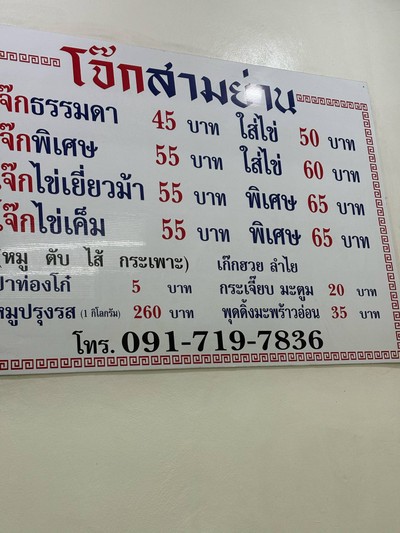 โจ๊กสามย่าน
โจ๊กธรรมดา 45 บาท ใส่ไข่ 50 บาท
โจ๊กพิเศษ 55 บาท ใส่ไข่ 60 บาท
โจ๊กไข่เยี่ยวม้า 55 บาท พิเศษ 65 บาท
โจ๊กไข่เค็ม 55 บาท พิเศษ 65 บาท
(หมู ตับ ไส้ กระเพาะ) เก๊กฮวย ลำไย
ปาท่องโก๋ 5 บาท กระเจี๊ยบ มะตูม 20 บาท
หมูปรุงรส (1 กิโลกรัม) 260 บาท พุดดิ้งมะพร้าวอ่อน 35 บาท
โทร. 091-719-7836